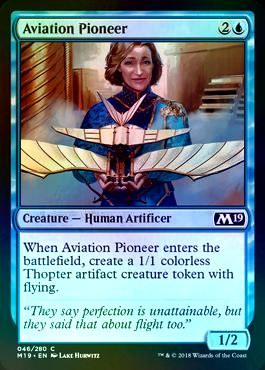 Aviation Pioneer 2
Creature — Human Artificer M19
When Aviation Pioneer enters the
battlefield, create a 1/1 colorless
Thopter artifact creature token with
flying.
“They say perfection is unattainable, but
they said that about flight too.”
1/2
046/280 C
M19 • EN Lake Hurwitz
™ & © 2018 Wizards of the Coast